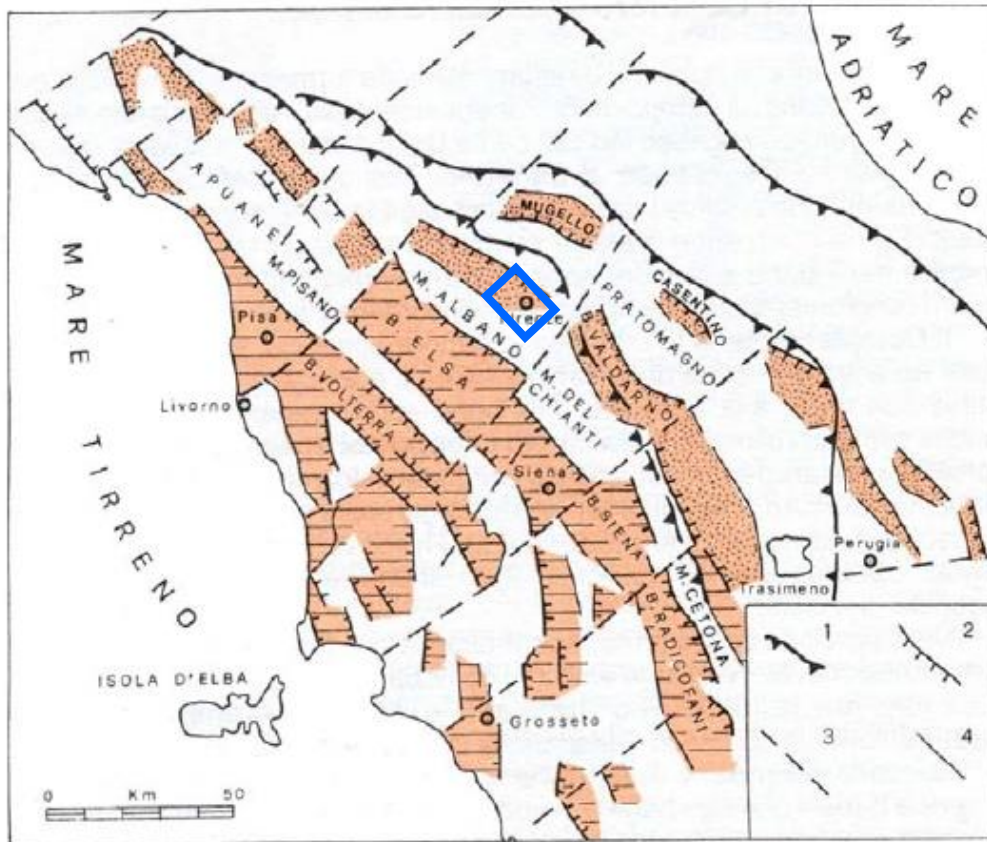 MARE
ADRIATICO
MARE
TIRRENO
APUANE
M. PISANO
MUGELLO
Firenze
M. ALBANO
B. ELSA
CASENTINO
PRATOMAGNO
B. VALDARNO
M. DEL
CHIANTI
Pisa
Livorno
B. VOLTERRA
Siena
B. SIENA
Perugia
Trasimeno
M. CETONA
B. RADICOFANI
ISOLA D'ELBA
Grosseto
0 Km 50
1 2
3 4